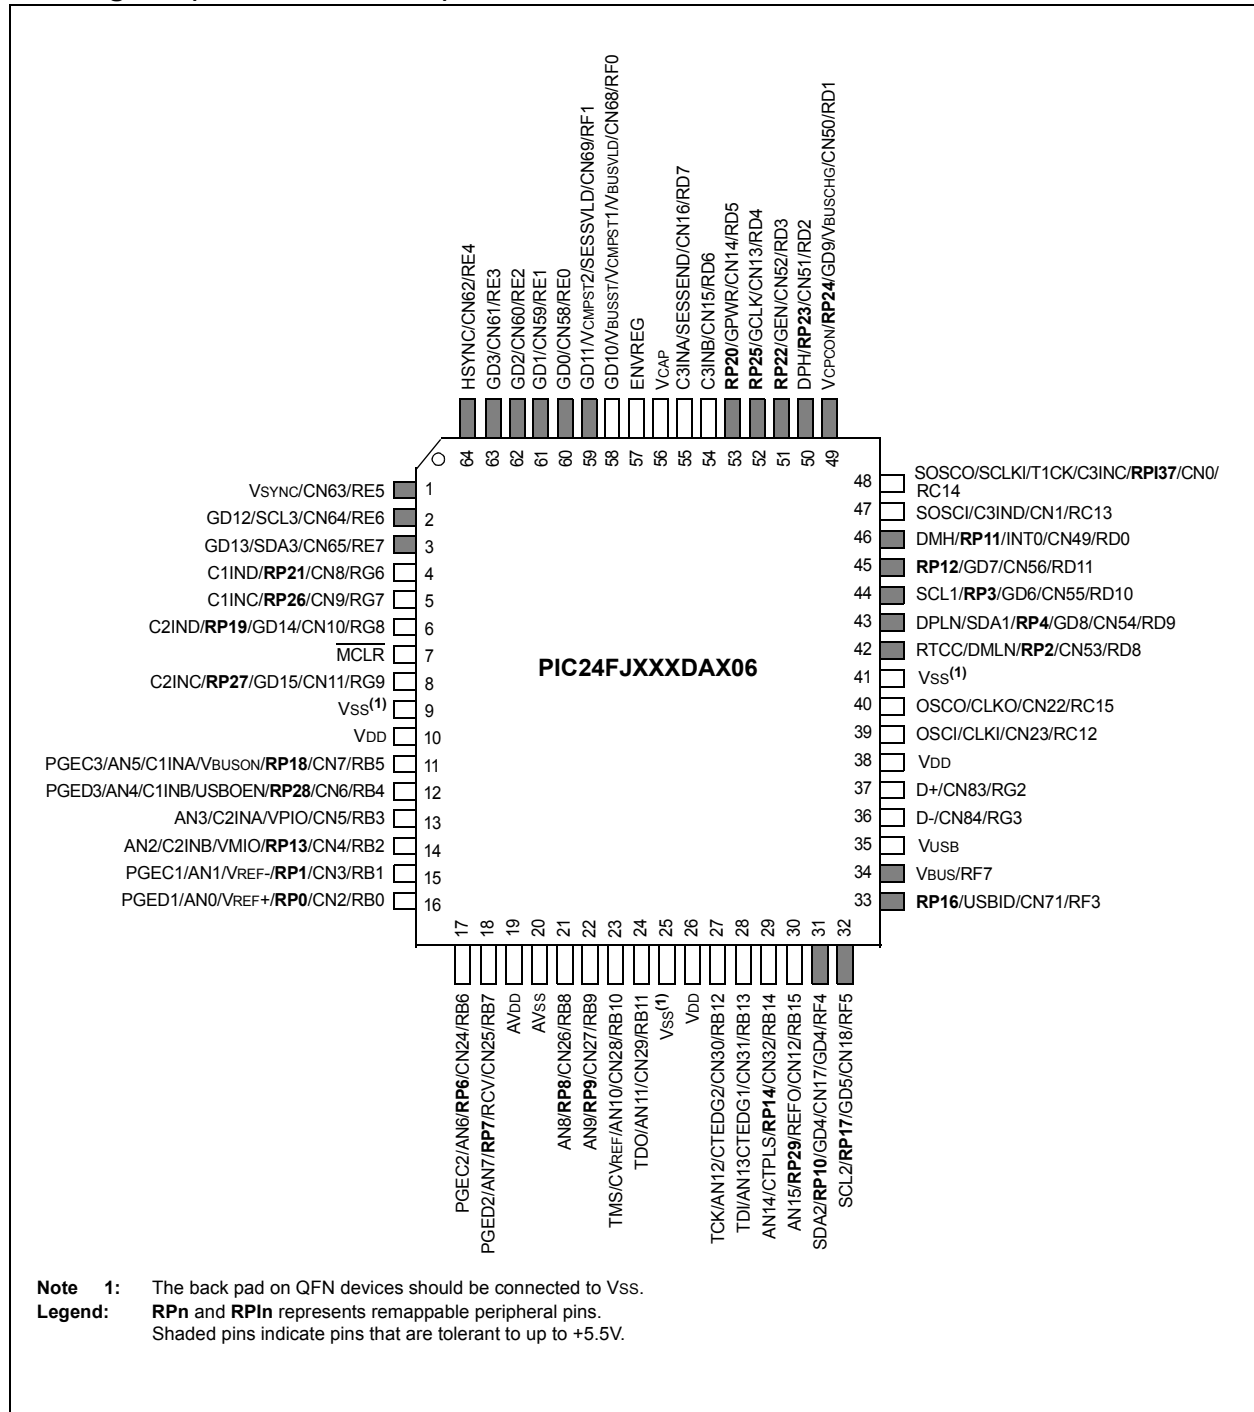 HSYNC/CN62/RE4
GD3/CN61/RE3
GD2/CN60/RE2
GD1/CN59/RE1
GD0/CN58/RE0
GD11/VCMPST2/SESSVLD/CN69/RF1
GD10/VBUSST/VCMPST1/VBUSVLD/CN68/RF0
ENVREG
VCAP
C3INA/SESSEND/CN16/RD7
C3INB/CN15/RD6
RP20/GPWR/CN14/RD5
RP25/GCLK/CN13/RD4
RP22/GEN/CN52/RD3
DPH/RP23/CN51/RD2
VCPCON/RP24/GD9/VBUSCHG/CN50/RD1
64 63 62 61 60 59 58 57 56 55 54 53 52 51 50 49
VSYNC/CN63/RE5 1
GD12/SCL3/CN64/RE6 2
GD13/SDA3/CN65/RE7 3
C1IND/RP21/CN8/RG6 4
C1INC/RP26/CN9/RG7 5
C2IND/RP19/GD14/CN10/RG8 6
MCLR 7
C2INC/RP27/GD15/CN11/RG9 8
VSS(1) 9
VDD 10
PGEC3/AN5/C1INA/VBUSON/RP18/CN7/RB5 11
PGED3/AN4/C1INB/USBOEN/RP28/CN6/RB4 12
AN3/C2INA/VPIO/CN5/RB3 13
AN2/C2INB/VMIO/RP13/CN4/RB2 14
PGEC1/AN1/VREF-/RP1/CN3/RB1 15
PGED1/AN0/VREF+/RP0/CN2/RB0 16
PIC24FJXXXDAX06
48 SOSCO/SCLKI/T1CK/C3INC/RPI37/CN0/
RC14
47 SOSCI/C3IND/CN1/RC13
46 DMH/RP11/INT0/CN49/RD0
45 RP12/GD7/CN56/RD11
44 SCL1/RP3/GD6/CN55/RD10
43 DPLN/SDA1/RP4/GD8/CN54/RD9
42 RTCC/DMLN/RP2/CN53/RD8
41 VSS(1)
40 OSCO/CLKO/CN22/RC15
39 OSCI/CLKI/CN23/RC12
38 VDD
37 D+/CN83/RG2
36 D-/CN84/RG3
35 VUSB
34 VBUS/RF7
33 RP16/USBID/CN71/RF3
17 18 19 20 21 22 23 24 25 26 27 28 29 30 31 32
PGEC2/AN6/RP6/CN24/RB6
PGED2/AN7/RP7/RCV/CN25/RB7
AVDD
AVSS
AN8/RP8/CN26/RB8
AN9/RP9/CN27/RB9
TMS/CVREF/AN10/CN28/RB10
TDO/AN11/CN29/RB11
VSS(1)
VDD
TCK/AN12/CTEDG2/CN30/RB12
TDI/AN13CTEDG1/CN31/RB13
AN14/CTPLS/RP14/CN32/RB14
AN15/RP29/REFO/CN12/RB15
SDA2/RP10/GD4/CN17/GD4/RF4
SCL2/RP17/GD5/CN18/RF5
Note 1: The back pad on QFN devices should be connected to VSS.
Legend: RPn and RPIn represents remappable peripheral pins.
Shaded pins indicate pins that are tolerant to up to +5.5V.